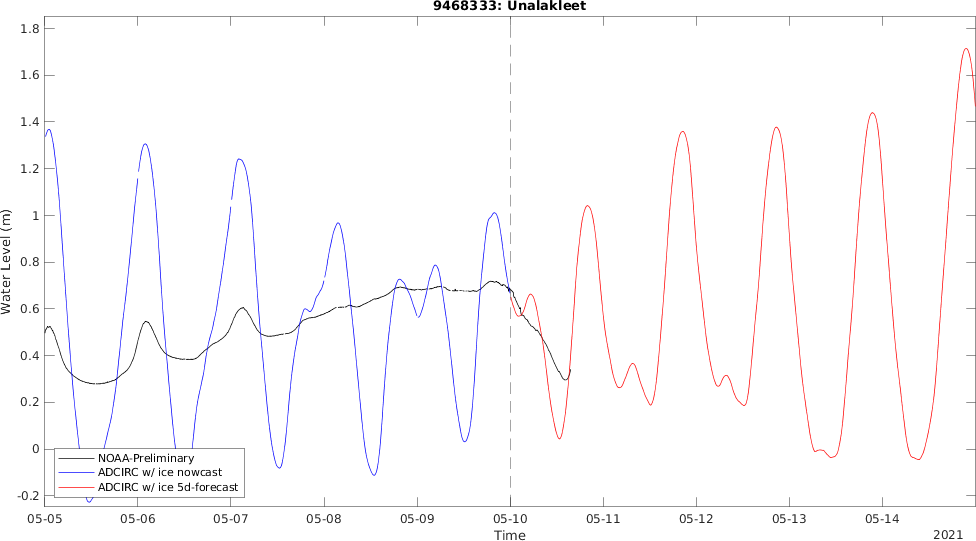 9468333: Unalakleet
1.8
1.6
1.4
1.2
1
0.8
0.6
0.4
0.2
0
-0.2
Water Level (m)
NOAA-Preliminary
ADCIRC w/ ice nowcast
ADCIRC w/ ice 5d-forecast
05-05 05-06 05-07 05-08 05-09 05-10 05-11 05-12 05-13 05-14
Time
2021